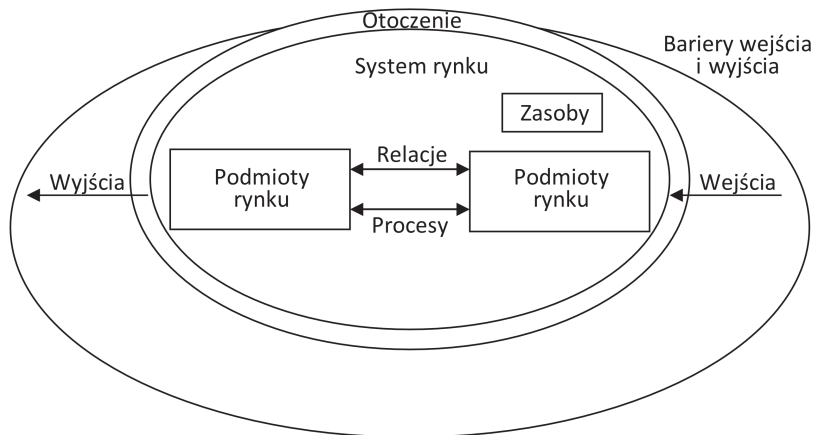 Otoczenie
Bariery wejścia
i wyjścia
System rynku
Zasoby
Relacje
Wyjścia
Podmioty
rynku
Podmioty
rynku
Wejścia
Procesy